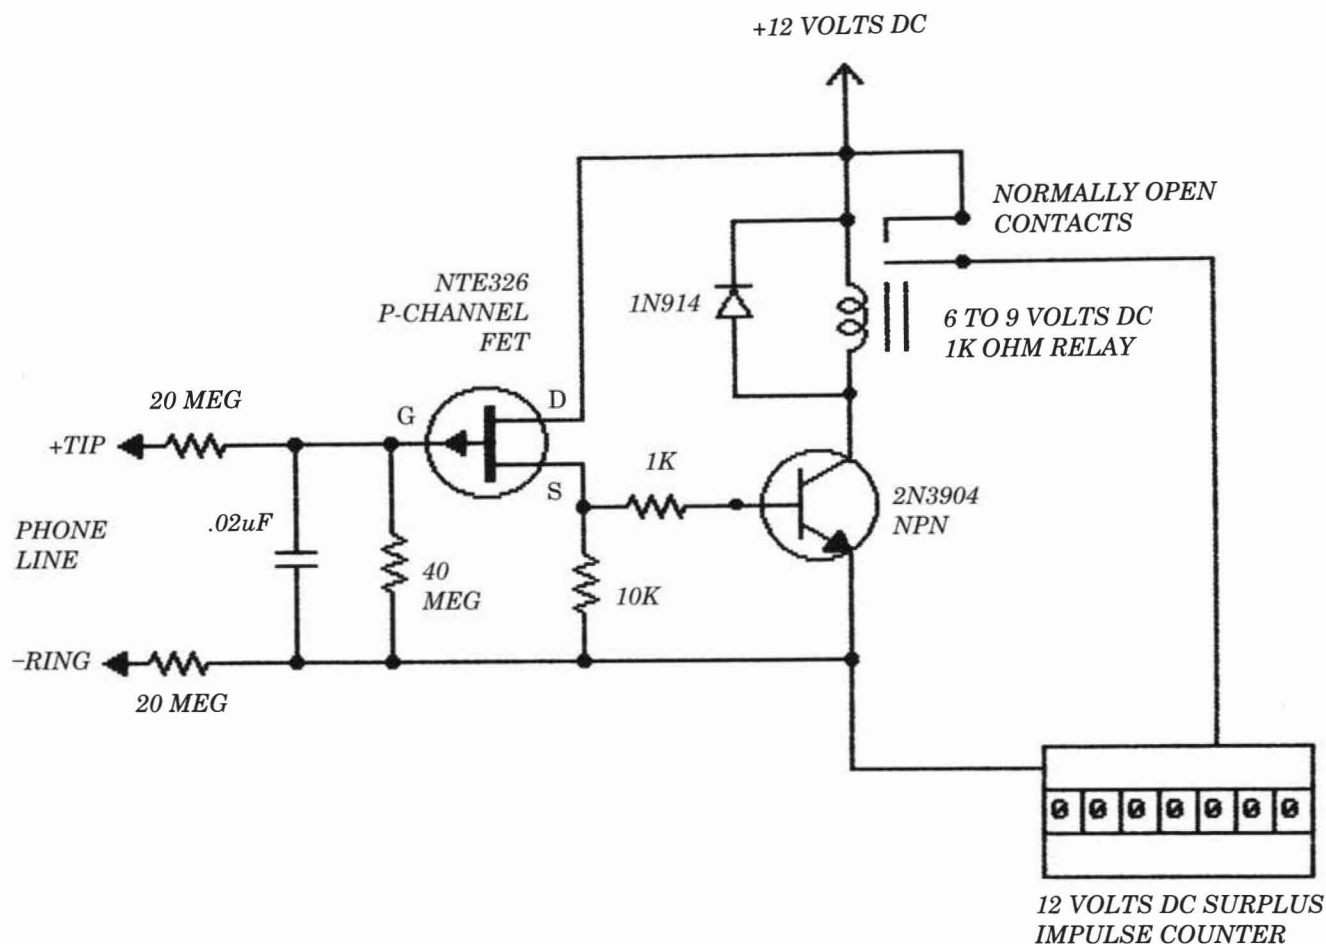 +12 VOLTS DC
NORMALLY OPEN
CONTACTS
NTE326
P-CHANNEL
FET
1N914
6 TO 9 VOLTS DC
1K OHM RELAY
20 MEG
G
D
+TIP
1K
S
2N3904
NPN
.02uF
PHONE
LINE
40
MEG
10K
−RING
20 MEG
0 0 0 0 0 0 0
12 VOLTS DC SURPLUS
IMPULSE COUNTER